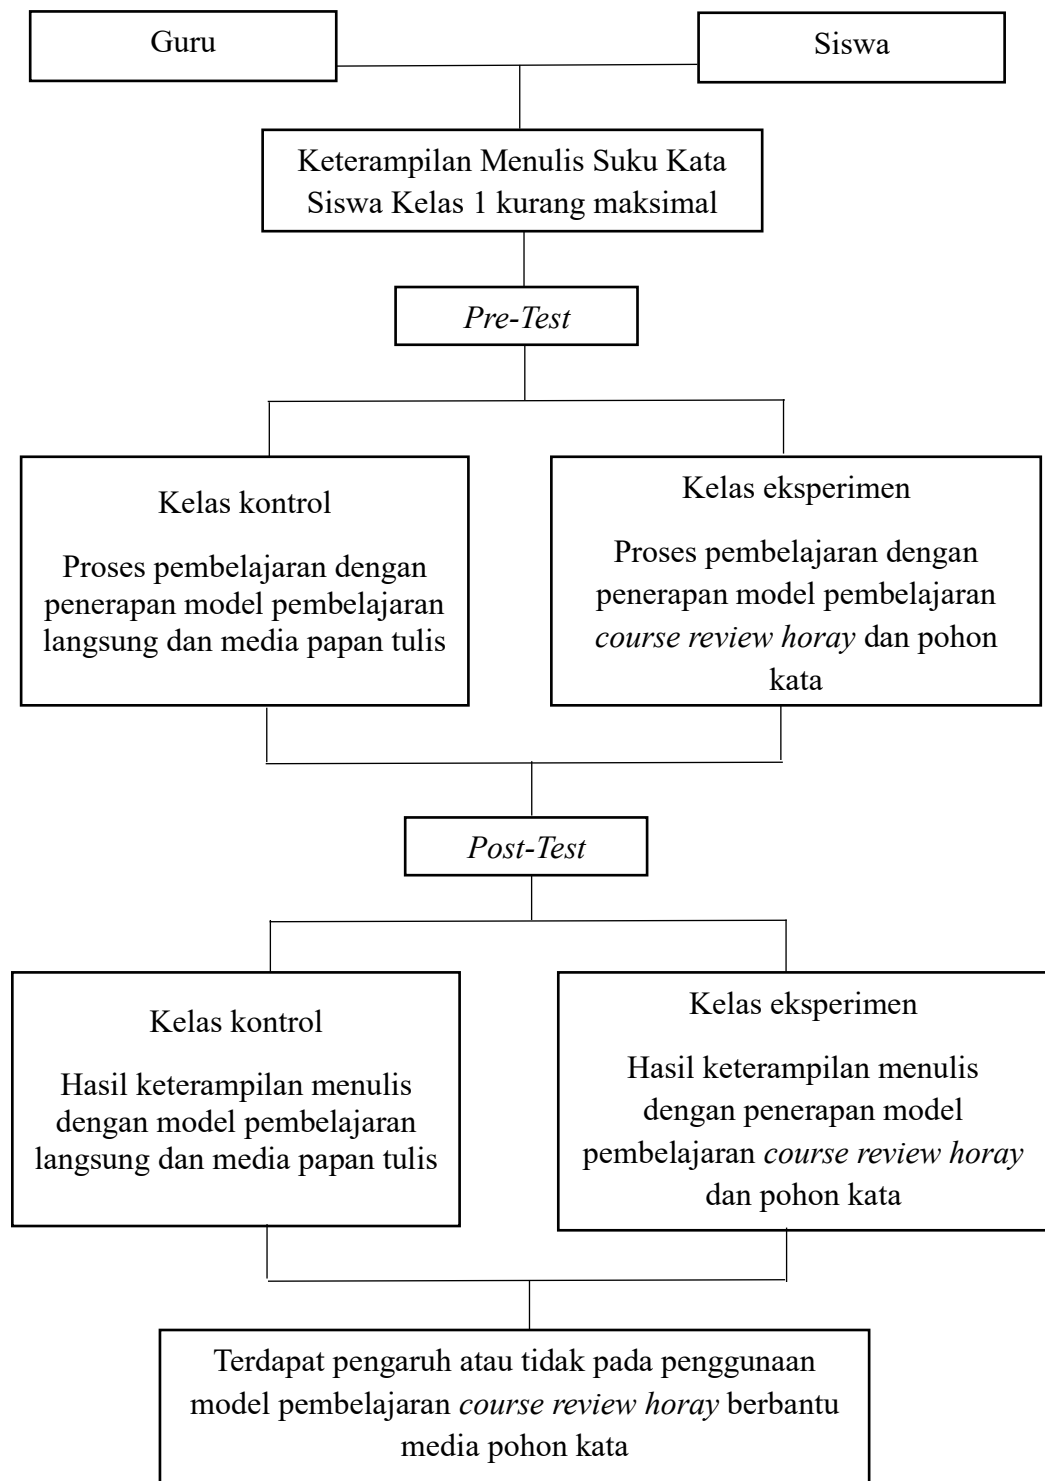 Guru
Siswa
Keterampilan Menulis Suku Kata
Siswa Kelas 1 kurang maksimal
Pre-Test
Kelas kontrol
Proses pembelajaran dengan
penerapan model pembelajaran
langsung dan media papan tulis
Kelas eksperimen
Proses pembelajaran dengan
penerapan model pembelajaran
course review horay dan pohon
kata
Post-Test
Kelas kontrol
Hasil keterampilan menulis
dengan model pembelajaran
langsung dan media papan tulis
Kelas eksperimen
Hasil keterampilan menulis
dengan penerapan model
pembelajaran course review horay
dan pohon kata
Terdapat pengaruh atau tidak pada penggunaan
model pembelajaran course review horay berbantu
media pohon kata